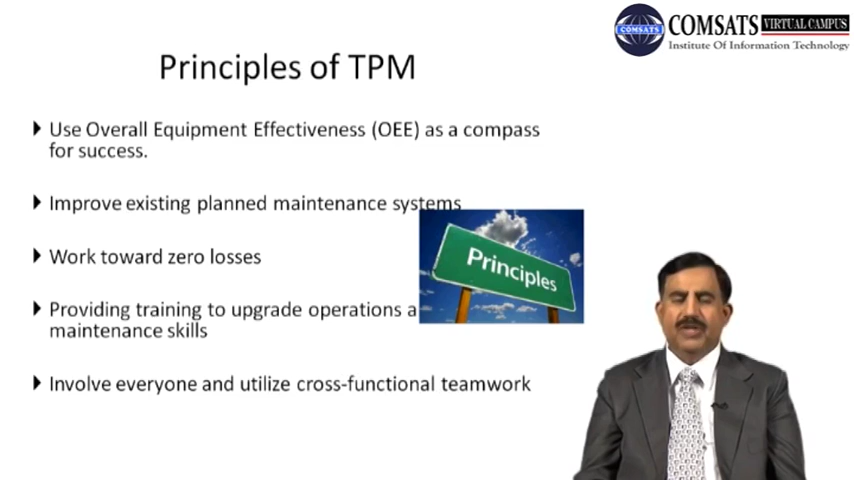 COMSATS VIRTUAL CAMPUS
COMSATS
Institute Of Information Technology
Principles of TPM
Use Overall Equipment Effectiveness (OEE) as a compass
for success.
Improve existing planned maintenance systems
Work toward zero losses
Principles
Providing training to upgrade operations a
maintenance skills
Involve everyone and utilize cross-functional teamwork